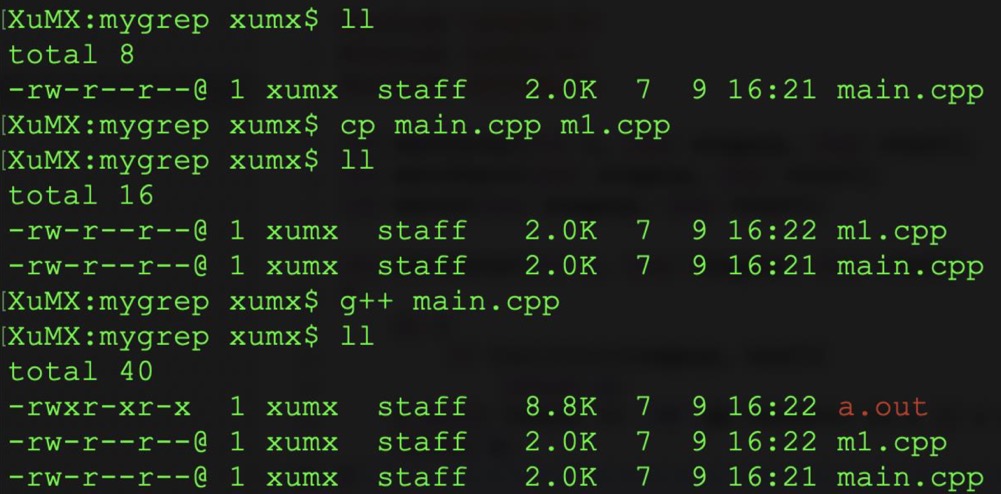 [XuMX:mygrep xumx$ ll
total 8
-rw-r--r--@ 1 xumx  staff   2.0K  7  9 16:21 main.cpp
[XuMX:mygrep xumx$ cp main.cpp m1.cpp
[XuMX:mygrep xumx$ ll
total 16
-rw-r--r--@ 1 xumx  staff   2.0K  7  9 16:22 m1.cpp
-rw-r--r--@ 1 xumx  staff   2.0K  7  9 16:21 main.cpp
[XuMX:mygrep xumx$ g++ main.cpp
[XuMX:mygrep xumx$ ll
total 40
-rwxr-xr-x  1 xumx  staff   8.8K  7  9 16:22 a.out
-rw-r--r--@ 1 xumx  staff   2.0K  7  9 16:22 m1.cpp
-rw-r--r--@ 1 xumx  staff   2.0K  7  9 16:21 main.cpp